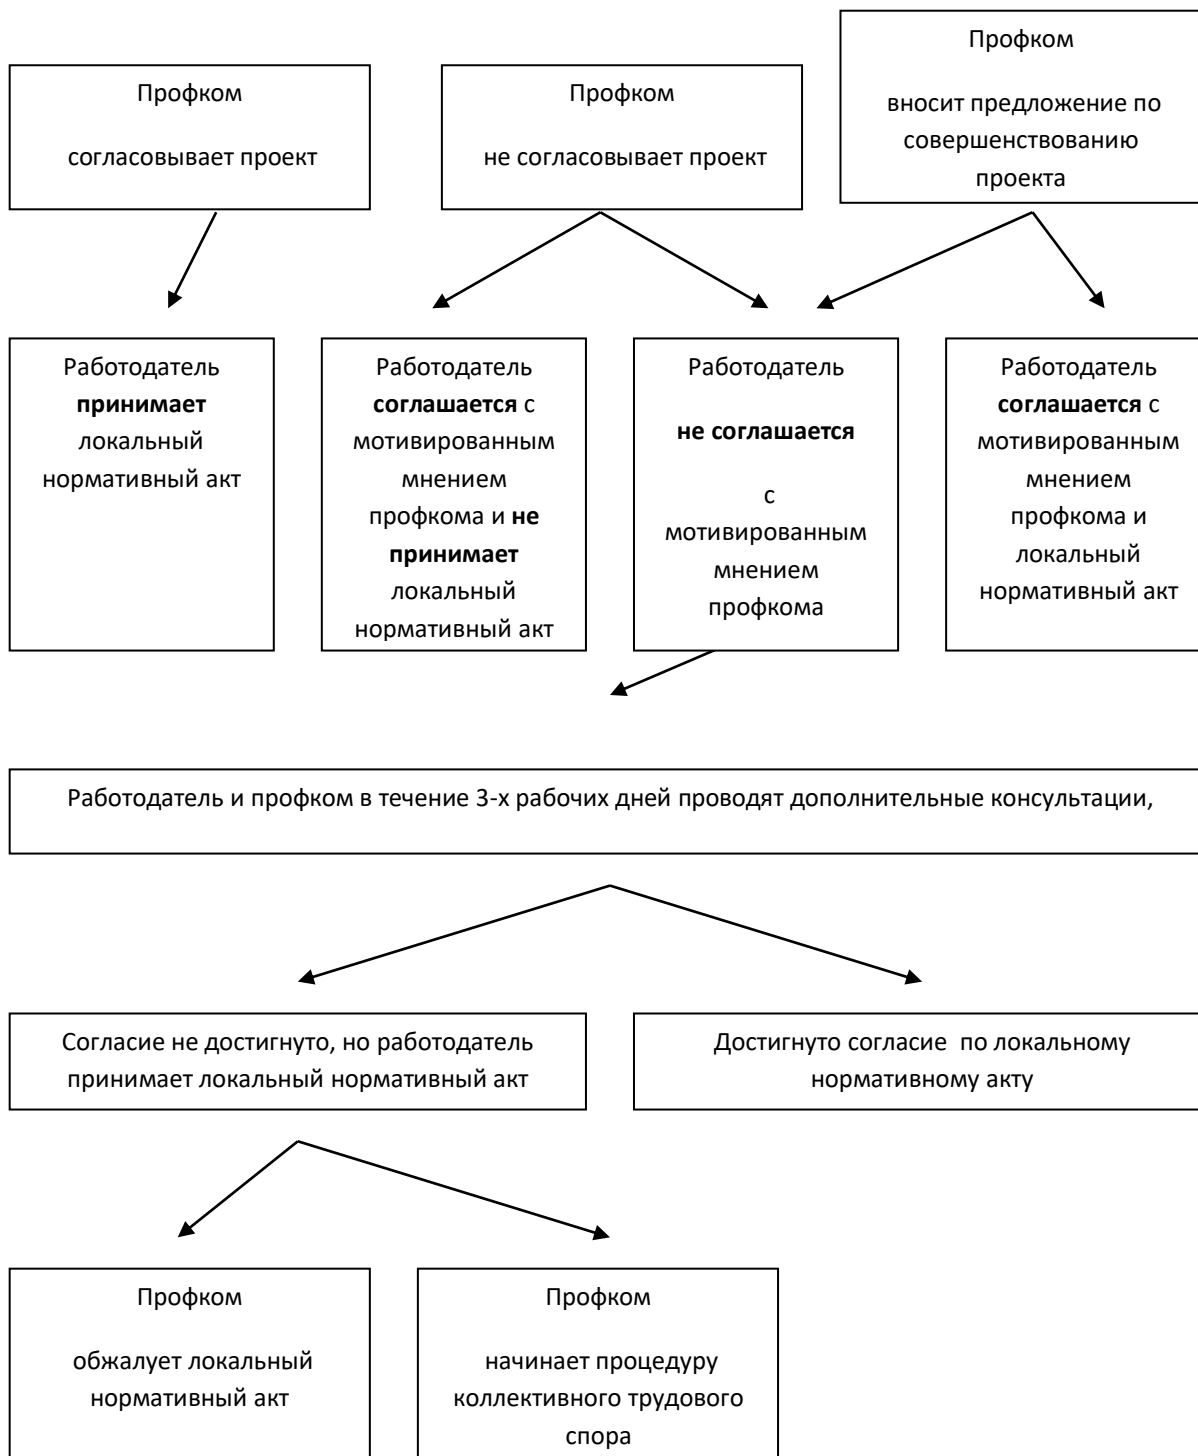 Профком
согласовывает проект
Профком
не согласовывает проект
Профком
вносит предложение по
совершенствованию
проекта
Работодатель
принимает
локальный
нормативный акт
Работодатель
соглашается с
мотивированным
мнением
профкома и не
принимает
локальный
нормативный акт
Работодатель
не соглашается
с
мотивированным
мнением
профкома
Работодатель
соглашается с
мотивированным
мнением
профкома и
локальный
нормативный акт
Работодатель и профком в течение 3-х рабочих дней проводят дополнительные консультации,
Согласие не достигнуто, но работодатель
принимает локальный нормативный акт
Достигнуто согласие по локальному
нормативному акту
Профком
обжалует локальный
нормативный акт
Профком
начинает процедуру
коллективного трудового
спора